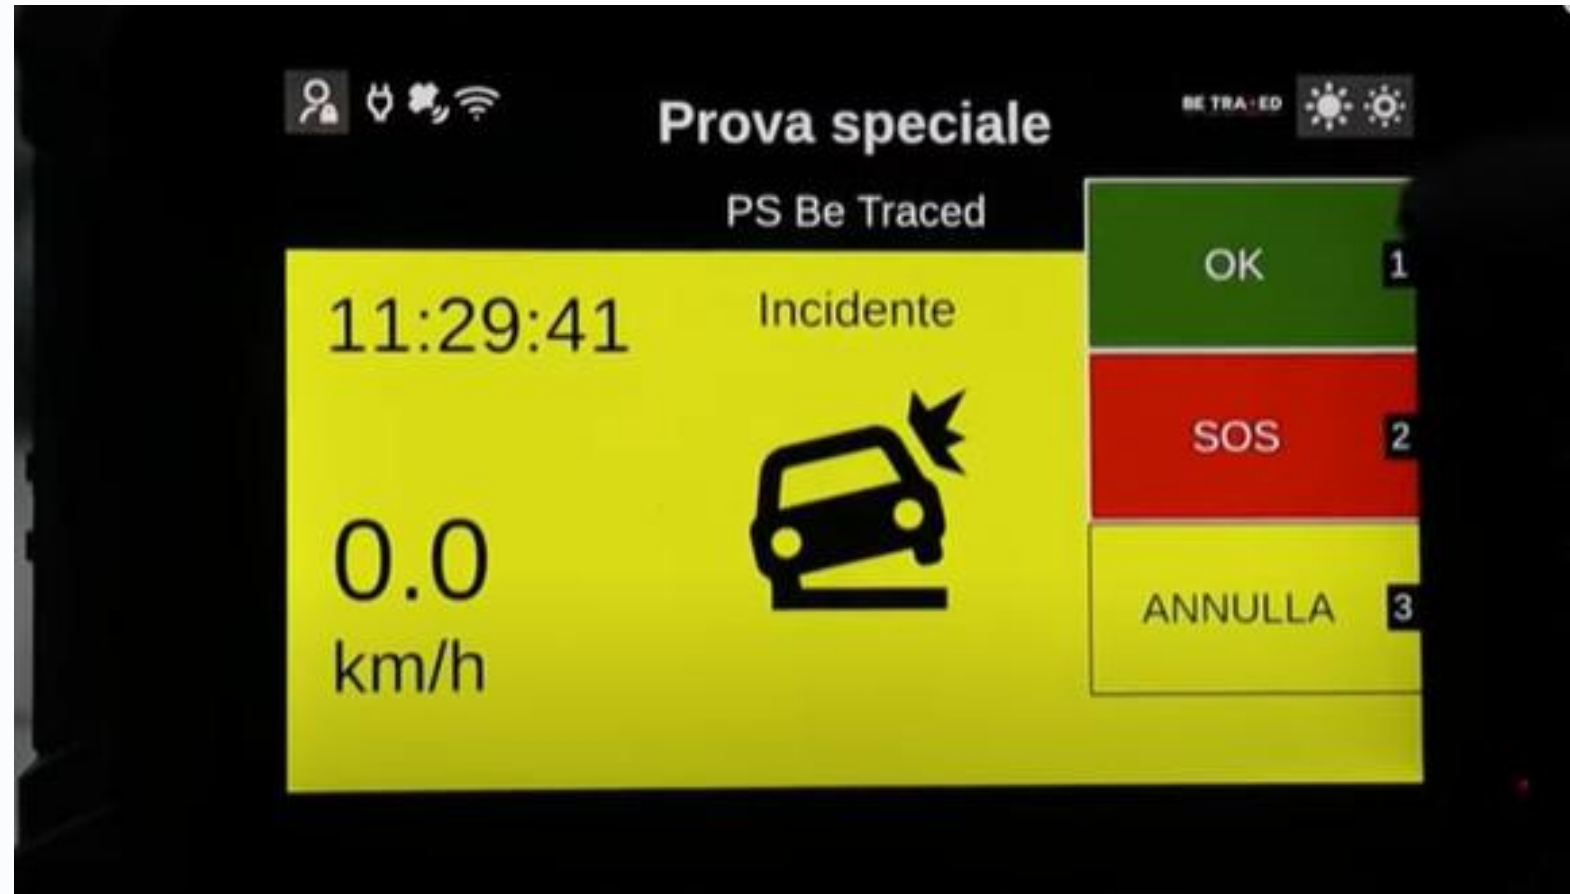 Prova speciale
BE TRACED
PS Be Traced
11:29:41
Incidente
0.0
km/h
OK 1
SOS 2
ANNULLA 3